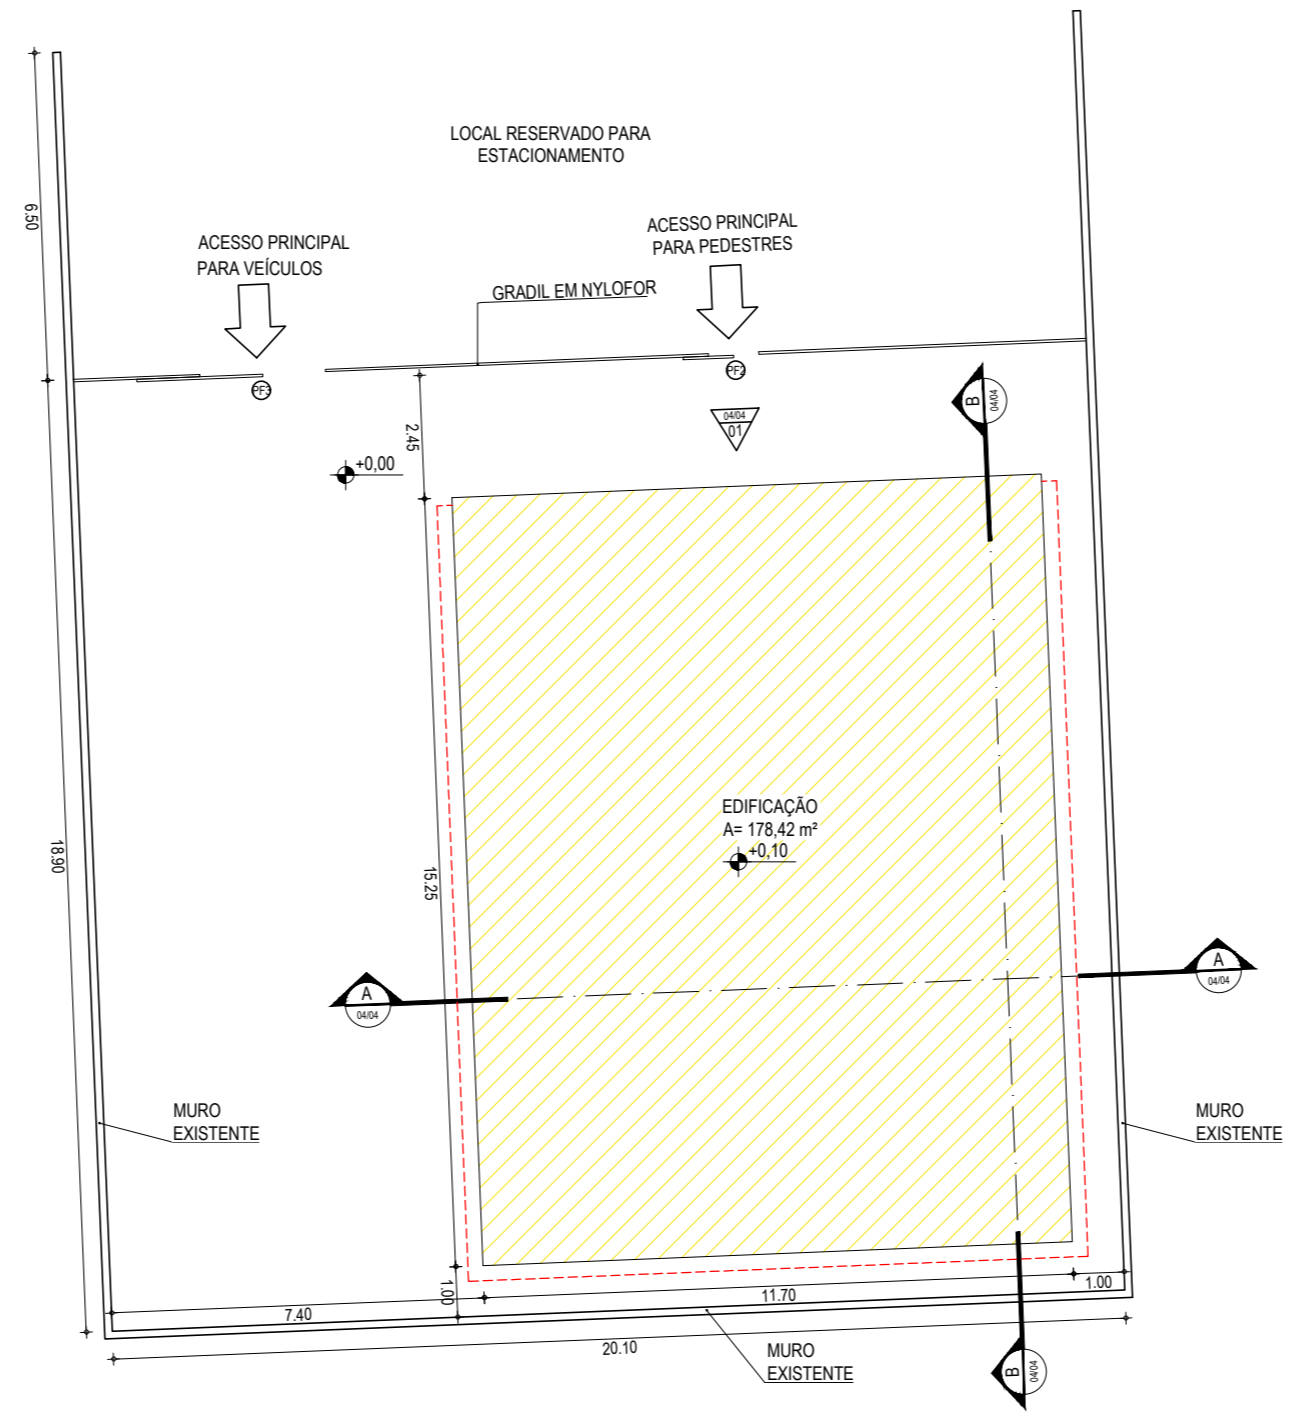 LOCAL RESERVADO PARA
ESTACIONAMENTO
6.50
ACESSO PRINCIPAL
PARA VEÍCULOS
ACESSO PRINCIPAL
PARA PEDESTRES
GRADIL EM NYLOFOR
PF3
PF2
B
04/04
04/04
01
2.45
+0,00
EDIFICAÇÃO
A= 178,42 m²
+0,10
18.90
15.25
A
04/04
A
04/04
MURO
EXISTENTE
MURO
EXISTENTE
1.00
7.40
11.70
1.00
20.10
MURO
EXISTENTE
B
04/04